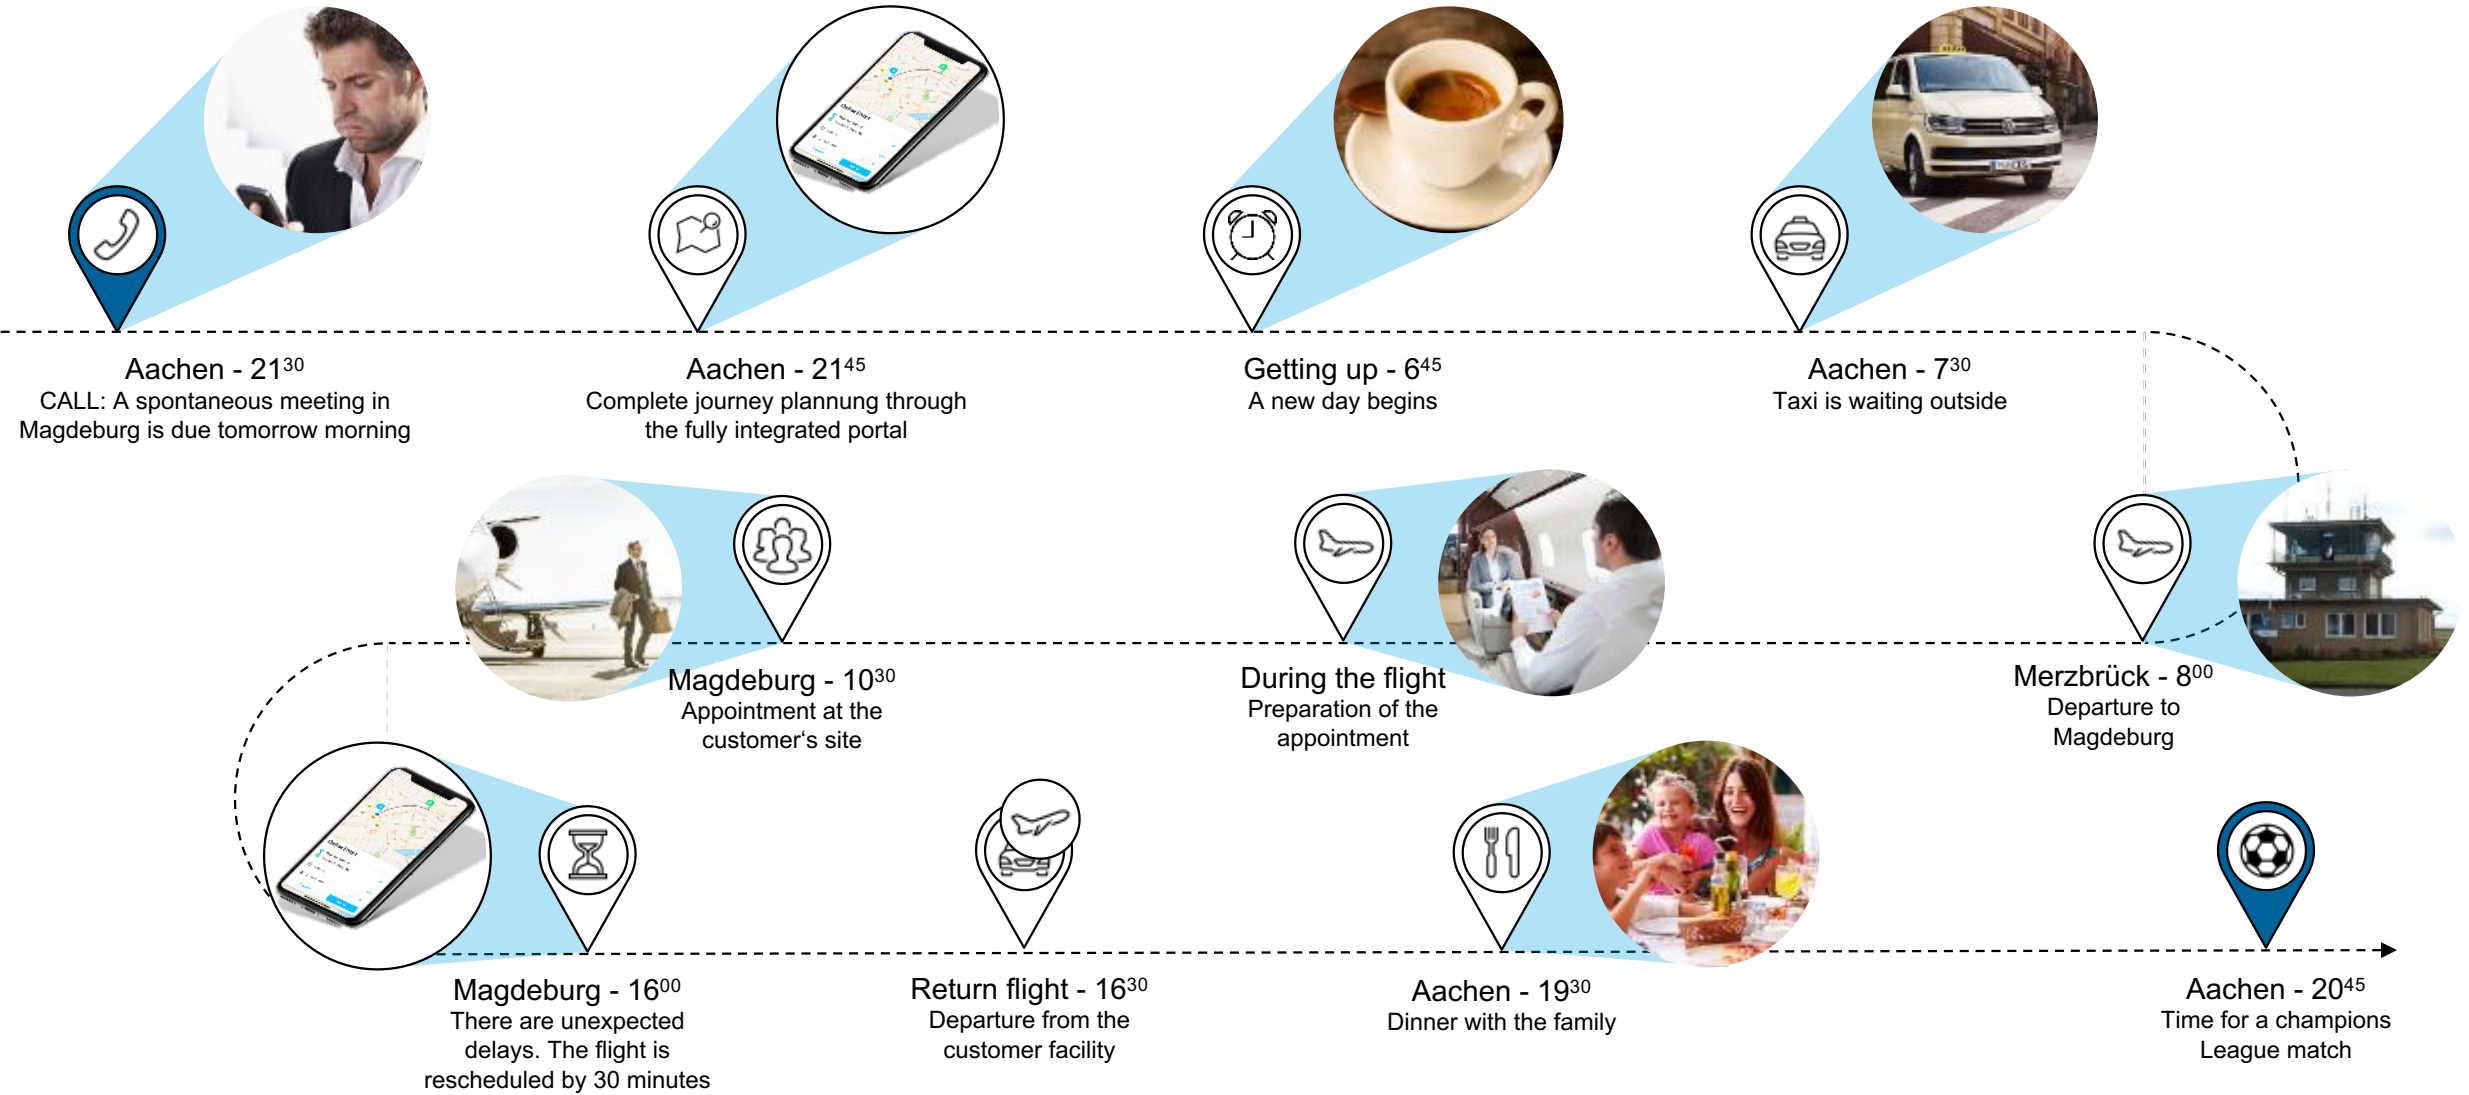 Aachen - 21³⁰
CALL: A spontaneous meeting in
Magdeburg is due tomorrow morning
Aachen - 21⁴⁵
Complete journey plannung through
the fully integrated portal
Getting up - 6⁴⁵
A new day begins
Aachen - 7³⁰
Taxi is waiting outside
Merzbrück - 8⁰⁰
Departure to
Magdeburg
During the flight
Preparation of the
appointment
Magdeburg - 10³⁰
Appointment at the
customer‘s site
Magdeburg - 16⁰⁰
There are unexpected
delays. The flight is
rescheduled by 30 minutes
Return flight - 16³⁰
Departure from the
customer facility
Aachen - 19³⁰
Dinner with the family
Aachen - 20⁴⁵
Time for a champions
League match